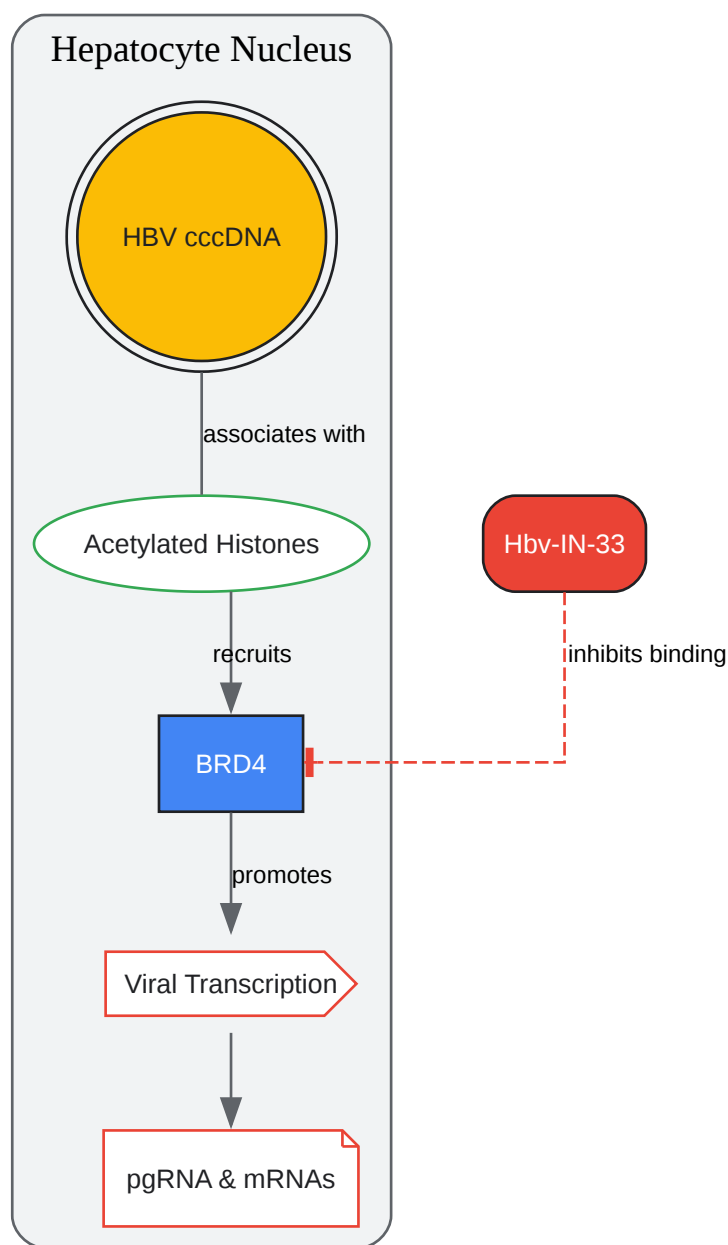 Hepatocyte Nucleus
HBV cccDNA
associates with
Acetylated Histones
Hbv-IN-33
recruits
inhibits binding
BRD4
promotes
Viral Transcription
pgRNA & mRNAs